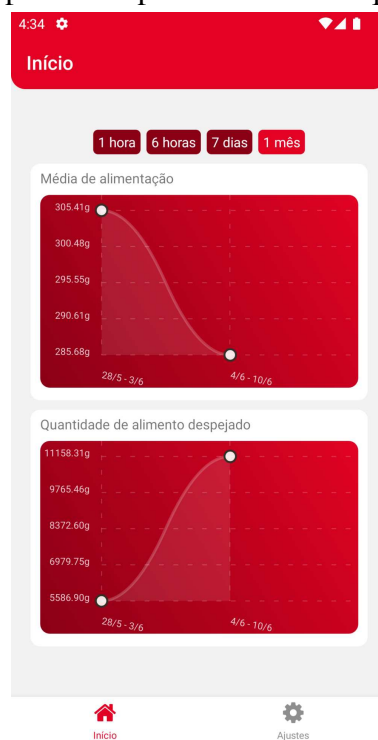 4:34
Início
1 hora 6 horas 7 dias 1 mês
Média de alimentação
305.41g
300.48g
295.55g
290.61g
285.68g
28/5 - 3/6 4/6 - 10/6
Quantidade de alimento despejado
11158.31g
9765.46g
8372.60g
6979.75g
5586.90g
28/5 - 3/6 4/6 - 10/6
Início Ajustes